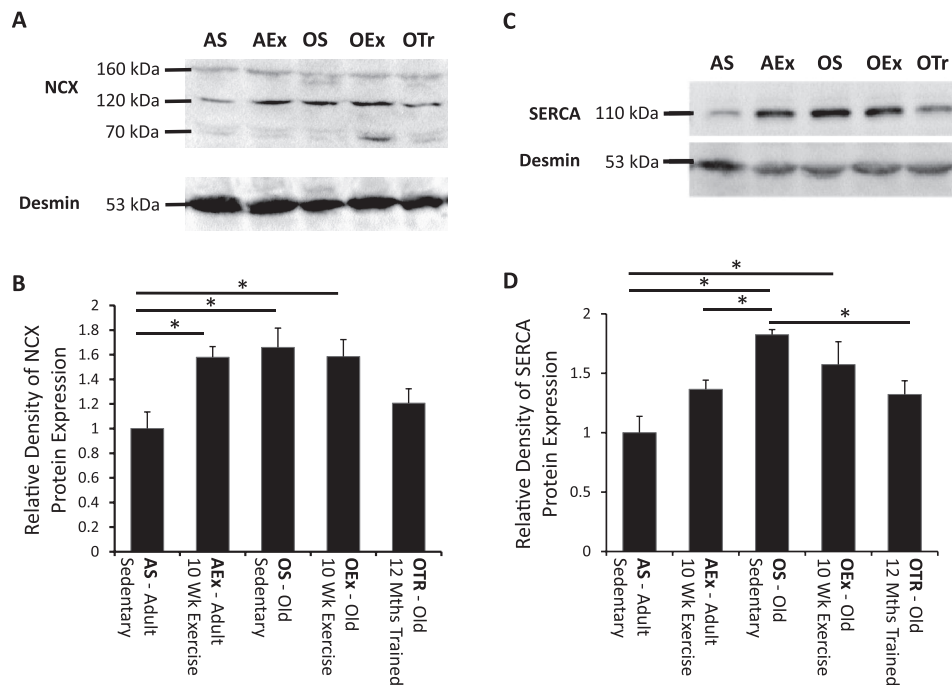 A
AS AEx OS OEx OTr
NCX
160 kDa
120 kDa
70 kDa
Desmin 53 kDa
B
Relative Density of NCX
Protein Expression
2
1.8
1.6
1.4
1.2
1
0.8
0.6
0.4
0.2
0
* * *
AS - Adult
Sedentary
AEx - Adult
10 Wk Exercise
OS - Old
Sedentary
OEx - Old
10 Wk Exercise
OTR - Old
12 Mths Trained
C
AS AEx OS OEx OTr
SERCA 110 kDa
Desmin 53 kDa
D
Relative Density of SERCA
Protein Expression
2
1.5
1
0.5
0
* * * *
AS - Adult
Sedentary
AEx - Adult
10 Wk Exercise
OS - Old
Sedentary
OEx - Old
10 Wk Exercise
OTR - Old
12 Mths Trained